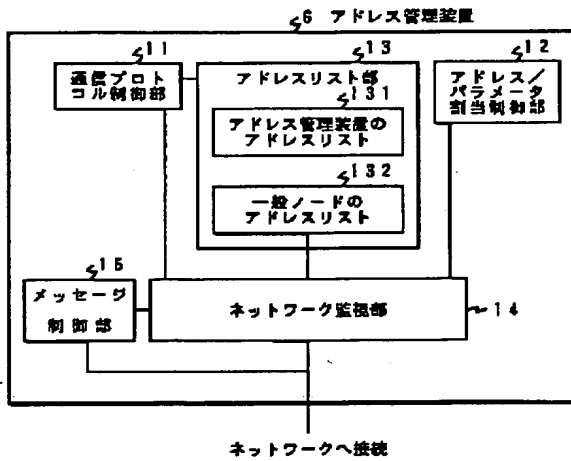 6 アドレス管理装置
11
通信プロト
コル制御部
13
アドレスリスト部
131
アドレス管理装置の
アドレスリスト
132
一般ノードの
アドレスリスト
12
アドレス/
パラメータ
割当制御部
15
メッセージ
制御部
ネットワーク監視部
14
ネットワークへ接続